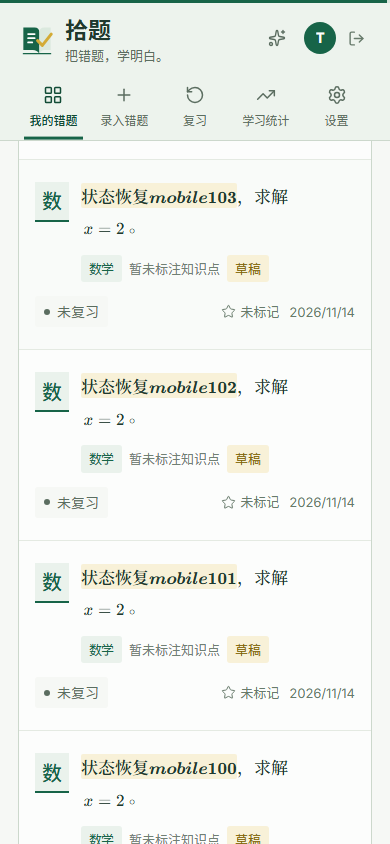 拾题
把错题，学明白。
T
我的错题
录入错题
复习
学习统计
设置
数
状态恢复mobile103，求解
x = 2。
数学 暂未标注知识点 草稿
未复习 未标记 2026/11/14
数
状态恢复mobile102，求解
x = 2。
数学 暂未标注知识点 草稿
未复习 未标记 2026/11/14
数
状态恢复mobile101，求解
x = 2。
数学 暂未标注知识点 草稿
未复习 未标记 2026/11/14
数
状态恢复mobile100，求解
x = 2。
数学 暂未标注知识点 草稿